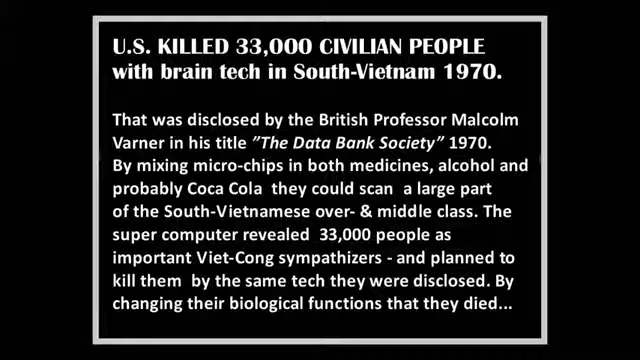 U.S. KILLED 33,000 CIVILIAN PEOPLE
with brain tech in South-Vietnam 1970.
That was disclosed by the British Professor Malcolm
Varner in his title ”The Data Bank Society” 1970.
By mixing micro-chips in both medicines, alcohol and
probably Coca Cola they could scan a large part
of the South-Vietnamese over- & middle class. The
super computer revealed 33,000 people as
important Viet-Cong sympathizers - and planned to
kill them by the same tech they were disclosed. By
changing their biological functions that they died...